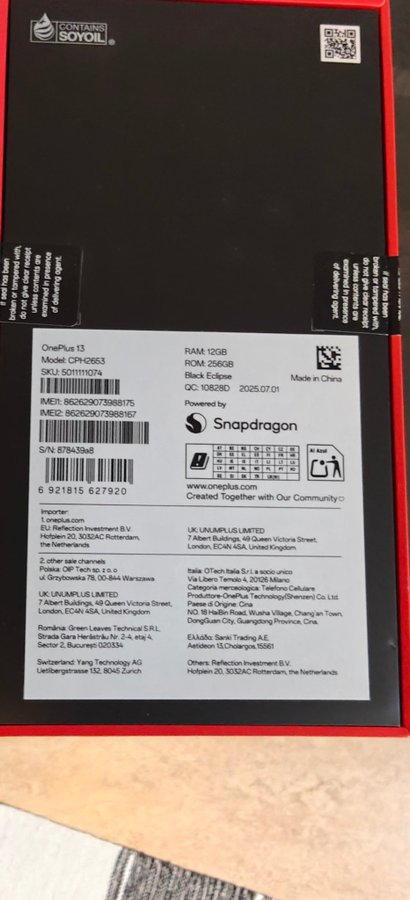 CONTAINS
SOYOIL
If seal has been
broken or tampered with,
do not give clear receipt
unless contents are
examined in presence
of delivering agent.
If seal has been
broken or tampered with,
do not give clear receipt
unless contents are
examined in presence
of delivering agent.
OnePlus 13
Model: CPH2653
SKU: 5011111074
IMEI1: 862629073988175
IMEI2: 862629073988167
S/N: 878439a8
6 921815 627920
RAM: 12GB
ROM: 256GB
Black Eclipse
QC: 10828D 2025.07.01
Made in China
Powered by
Snapdragon
Al Azul
www.oneplus.com
Created Together with Our Community
Importer:
1. oneplus.com
EU: Reflection Investment B.V.
Hofplein 20, 3032AC Rotterdam,
the Netherlands
UK: UNUMPLUS LIMITED
7 Albert Buildings, 49 Queen Victoria Street,
London, EC4N 4SA, United Kingdom
2. other sale channels
Polska: OIP Tech sp. z o. o
ul. Grzybowska 78, 00-844 Warszawa
UK: UNUMPLUS LIMITED
7 Albert Buildings, 49 Queen Victoria Street,
London, EC4N 4SA, United Kingdom
România: Green Leaves Technical S.R.L,
Strada Gara Herăstrău Nr. 2-4, etaj 4,
Sector 2, București 020334
Switzerland: Yang Technology AG
Uetlibergstrasse 132, 8045 Zurich
Italia: OTech Italia S.r.l a socio unico
Via Libero Temolo 4, 20126 Milano
Categoria merceologica: Telefono Cellulare
Produttore-OnePlus Technology(Shenzen) Co. Ltd.
Paese di Origine: Cina
NO. 18 HaiBin Road, Wusha Village, Chang'an Town,
DongGuan City, Guangdong Province, Cina.
Ελλάδα: Sanki Trading A.E.
Aetideon 13,Cholargos,15561
Others: Reflection Investment B.V.
Hofplein 20, 3032AC Rotterdam, the Netherlands